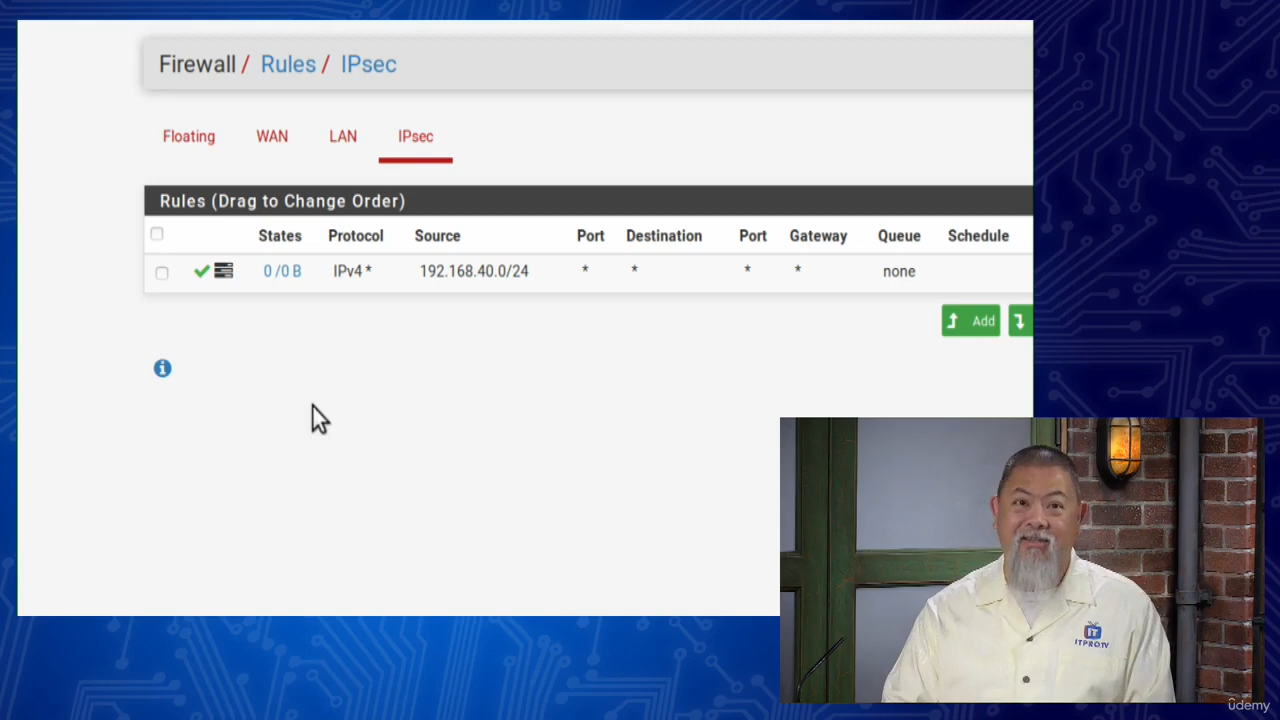 Firewall / Rules / IPsec
Floating WAN LAN IPsec
Rules (Drag to Change Order)
States Protocol Source Port Destination Port Gateway Queue Schedule
0 /0 B IPv4 * 192.168.40.0/24 * * * * none
Add
IT
ITPRO.TV
ûdemy